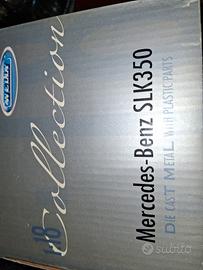 WELLY
1:18
Collection
Mercedes-Benz SLK350
DIE CAST METAL WITH PLASTIC PARTS
subito